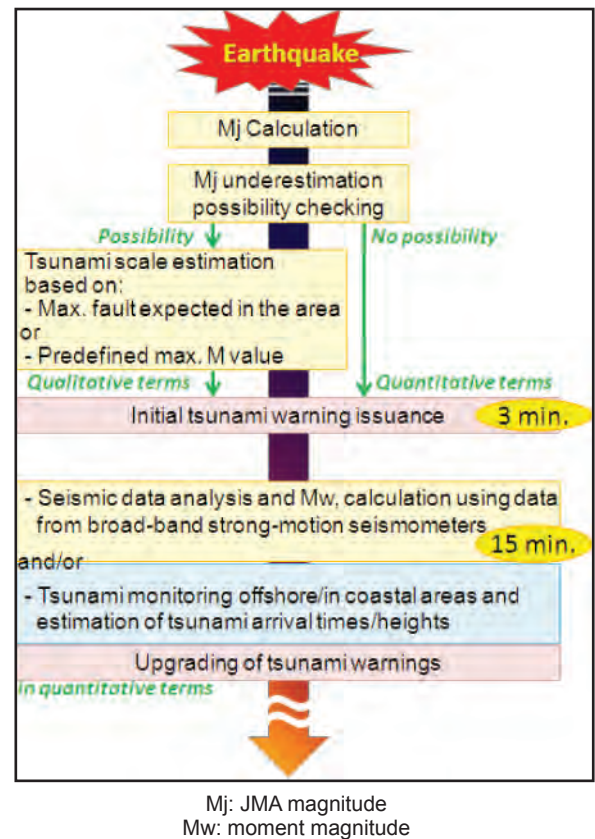 Earthquake
Mj Calculation
Mj underestimation
possibility checking
Possibility
No possibility
Tsunami scale estimation
based on:
- Max. fault expected in the area
or
- Predefined max. M value
Qualitative terms
Quantitative terms
Initial tsunami warning issuance
3 min.
- Seismic data analysis and Mw, calculation using data
from broad-band strong-motion seismometers
15 min.
and/or
- Tsunami monitoring offshore/in coastal areas and
estimation of tsunami arrival times/heights
Upgrading of tsunami warnings
in quantitative terms
Mj: JMA magnitude
Mw: moment magnitude